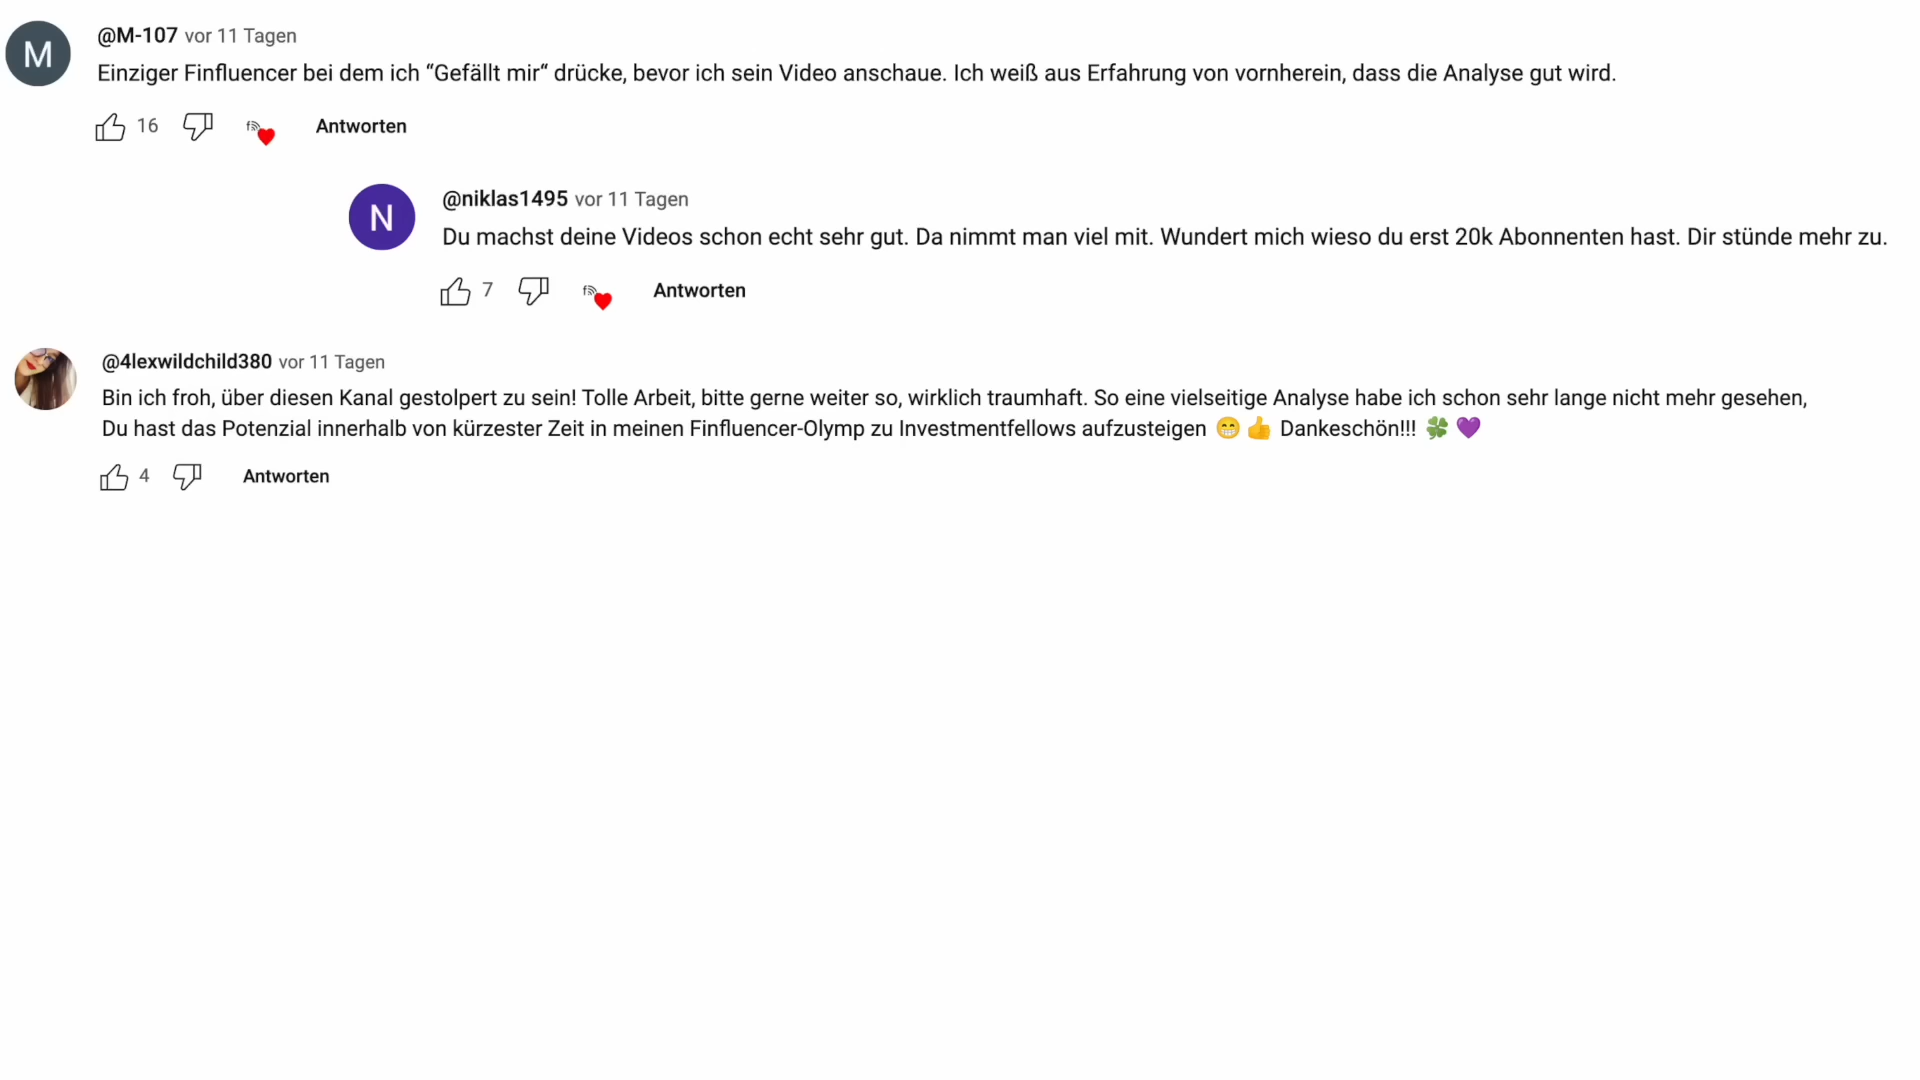 M
@M-107 vor 11 Tagen
Einziger Finfluencer bei dem ich “Gefällt mir“ drücke, bevor ich sein Video anschaue. Ich weiß aus Erfahrung von vornherein, dass die Analyse gut wird.
16 Antworten
N
@niklas1495 vor 11 Tagen
Du machst deine Videos schon echt sehr gut. Da nimmt man viel mit. Wundert mich wieso du erst 20k Abonnenten hast. Dir stünde mehr zu.
7 Antworten
@4lexwildchild380 vor 11 Tagen
Bin ich froh, über diesen Kanal gestolpert zu sein! Tolle Arbeit, bitte gerne weiter so, wirklich traumhaft. So eine vielseitige Analyse habe ich schon sehr lange nicht mehr gesehen,
Du hast das Potenzial innerhalb von kürzester Zeit in meinen Finfluencer-Olymp zu Investmentfellows aufzusteigen 😁 👍 Dankeschön!!! 🍀 💜
4 Antworten